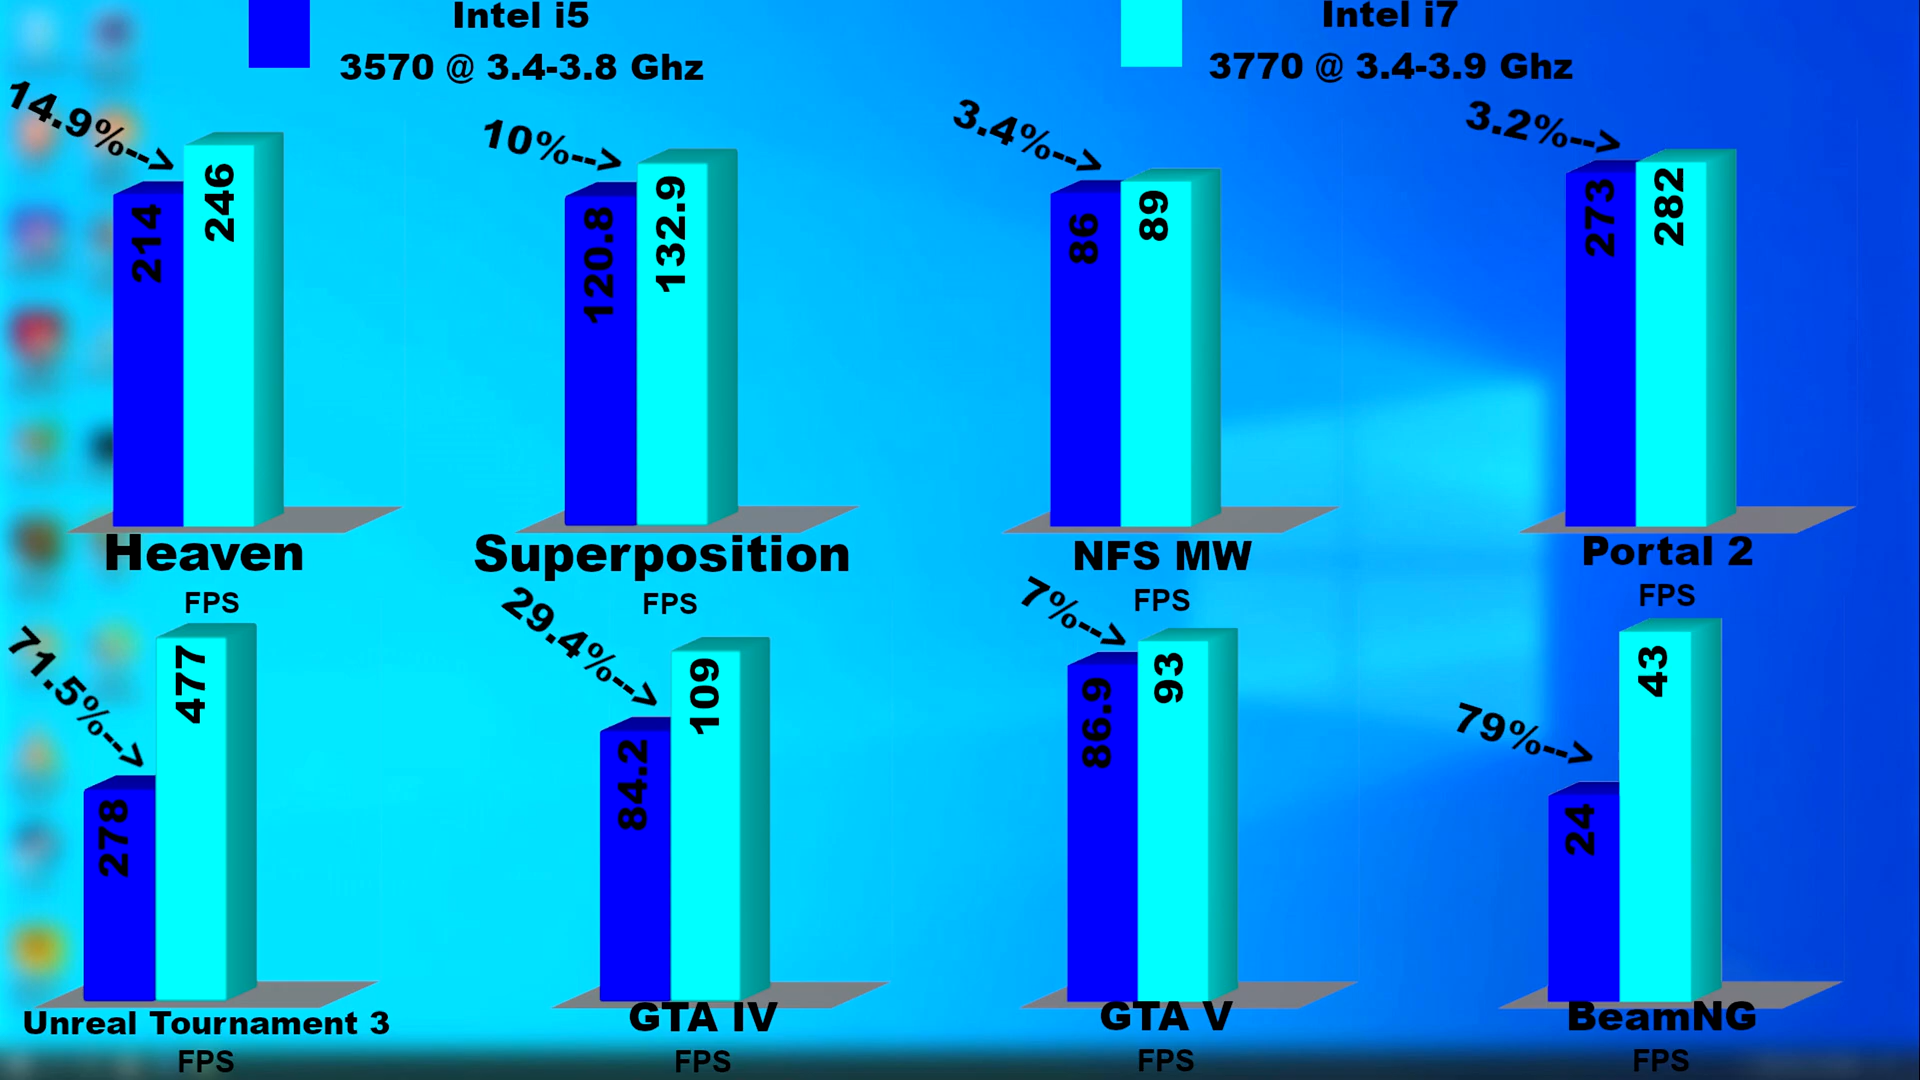 Intel i5
3570 @ 3.4-3.8 Ghz
Intel i7
3770 @ 3.4-3.9 Ghz
14.9%-->
214
246
Heaven
FPS
10%-->
120.8
132.9
Superposition
FPS
3.4%-->
86
89
NFS MW
FPS
3.2%-->
273
282
Portal 2
FPS
71.5%-->
278
477
Unreal Tournament 3
FPS
29.4%-->
84.2
109
GTA IV
FPS
7%-->
86.9
93
GTA V
FPS
79%-->
24
43
BeamNG
FPS